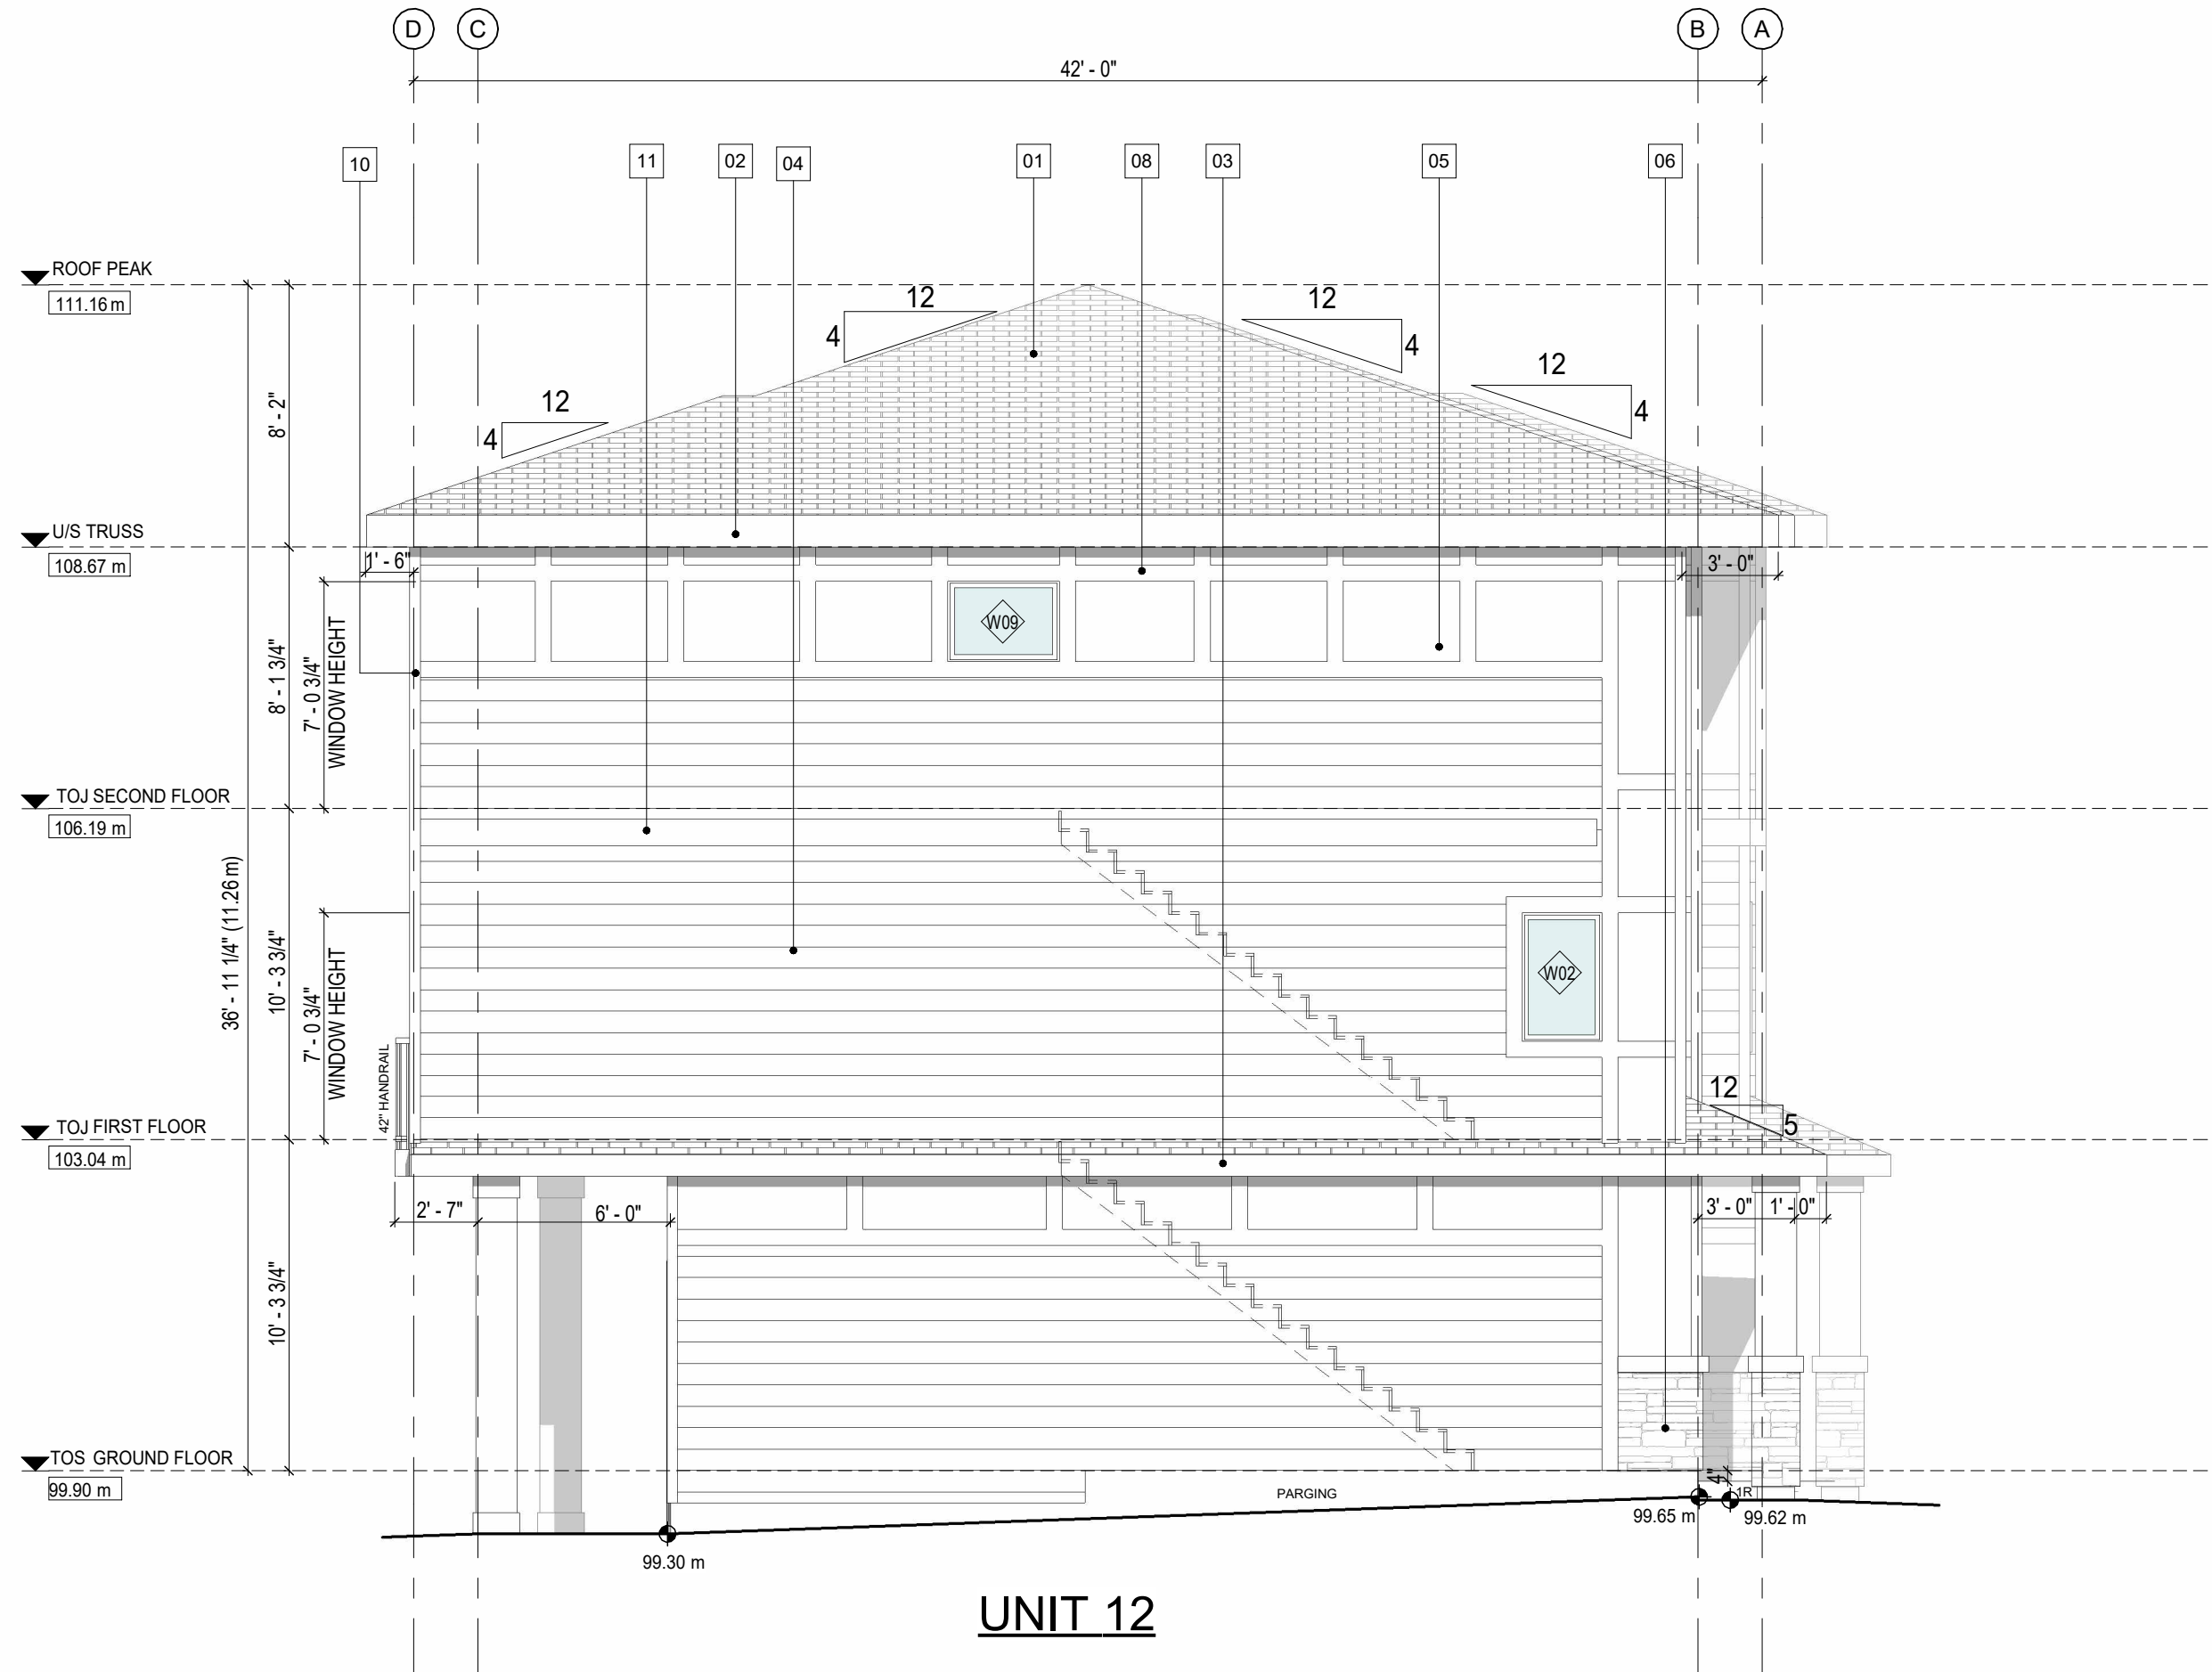 D C B A
42' - 0"
10 11 02 04 01 08 03 05 06
ROOF PEAK
111.16 m
12
4
12
4
12
4
12
4
8' - 2"
U/S TRUSS
108.67 m
1' - 6"
3' - 0"
W09
8' - 1 3/4"
7' - 0 3/4"
WINDOW HEIGHT
TOJ SECOND FLOOR
106.19 m
36' - 11 1/4" (11.26 m)
10' - 3 3/4"
7' - 0 3/4"
WINDOW HEIGHT
W02
42" HANDRAIL
12
5
TOJ FIRST FLOOR
103.04 m
2' - 7"
6' - 0"
3' - 0"
1' - 0"
10' - 3 3/4"
TOS GROUND FLOOR
99.90 m
4"
1R
PARGING
99.65 m
99.62 m
99.30 m
UNIT 12